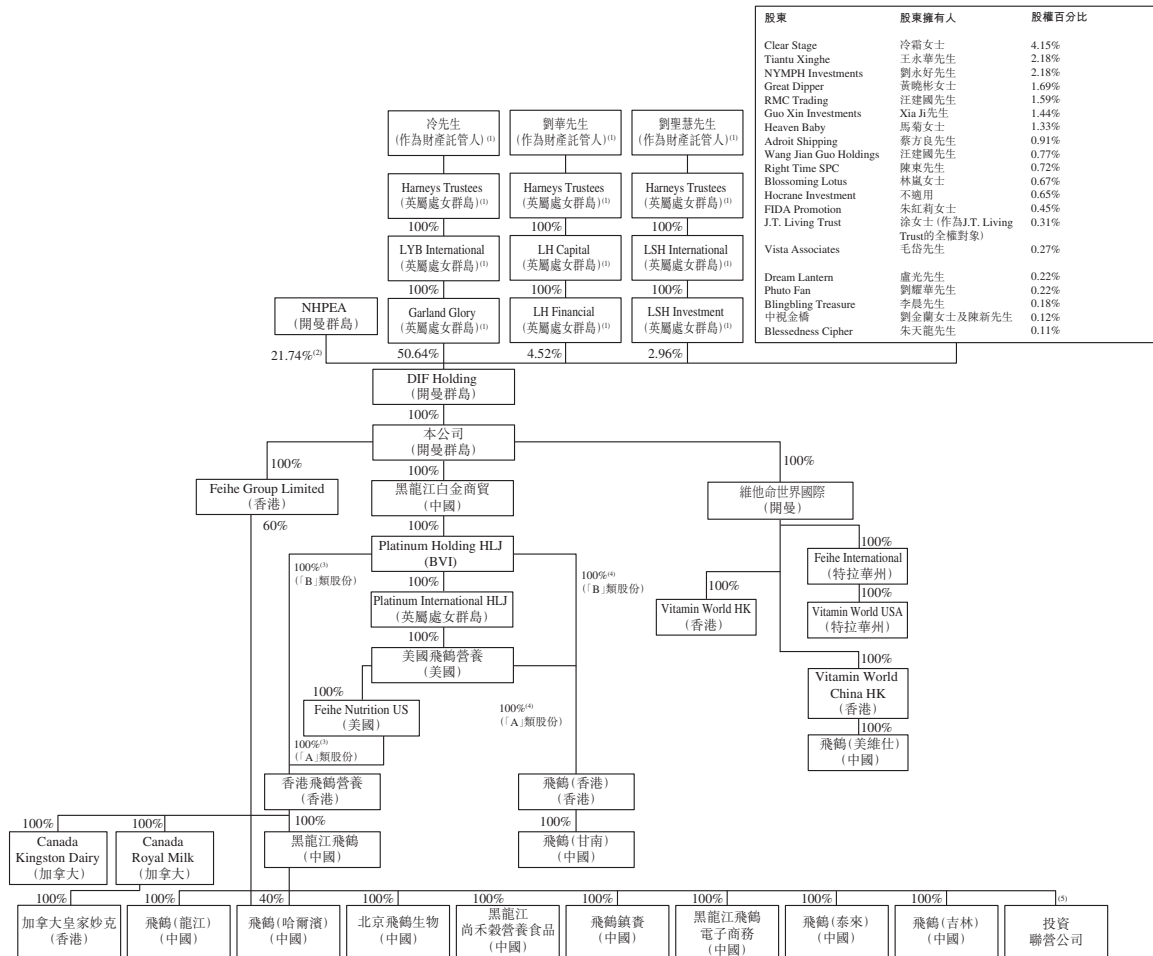 股東 股東擁有人 股權百分比
Clear Stage 冷霜女士 4.15%
Tiantu Xinghe 王永華先生 2.18%
NYMPH Investments 劉永好先生 2.18%
Great Dipper 黃曉彬女士 1.69%
RMC Trading 汪建國先生 1.59%
Guo Xin Investments Xia Ji先生 1.44%
Heaven Baby 馬菊女士 1.33%
Adroit Shipping 蔡方良先生 0.91%
Wang Jian Guo Holdings 汪建國先生 0.77%
Right Time SPC 陳東先生 0.72%
Blossoming Lotus 林嵐女士 0.67%
Hocrane Investment 不適用 0.65%
FIDA Promotion 朱紅莉女士 0.45%
J.T. Living Trust 涂女士(作為J.T. Living 0.31%
Trust的全權對象)
Vista Associates 毛岱先生 0.27%
Dream Lantern 盧光先生 0.22%
Phuto Fan 劉耀華先生 0.22%
Blingbling Treasure 李晨先生 0.18%
中視金橋 劉金蘭女士及陳新先生 0.12%
Blessedness Cipher 朱天龍先生 0.11%
冷先生
(作為財產託管人)(1)
劉華先生
(作為財產託管人)(1)
劉聖慧先生
(作為財產託管人)(1)
Harneys Trustees
(英屬處女群島)(1)
Harneys Trustees
(英屬處女群島)(1)
Harneys Trustees
(英屬處女群島)(1)
100% 100% 100%
LYB International
(英屬處女群島)(1)
LH Capital
(英屬處女群島)(1)
LSH International
(英屬處女群島)(1)
100% 100% 100%
NHPEA
(開曼群島)
Garland Glory
(英屬處女群島)(1)
LH Financial
(英屬處女群島)(1)
LSH Investment
(英屬處女群島)(1)
21.74%(2) 50.64% 4.52% 2.96%
DIF Holding
(開曼群島)
100%
本公司
(開曼群島)
100% 100% 100%
Feihe Group Limited
(香港)
黑龍江白金商貿
(中國)
維他命世界國際
(開曼)
60% 100%
Platinum Holding HLJ
(BVI)
100%
Feihe International
(特拉華州)
100%(3)
(「B」類股份)
100%
100%(4)
(「B」類股份)
100%
Vitamin World HK
(香港)
100%
Vitamin World USA
(特拉華州)
Platinum International HLJ
(英屬處女群島)
100%
美國飛鶴營養
(美國)
100%
Vitamin World
China HK
(香港)
100%
Feihe Nutrition US
(美國)
100%(4)
(「A」類股份)
100%
飛鶴(美維仕)
(中國)
100%(3)
(「A」類股份)
香港飛鶴營養
(香港)
飛鶴(香港)
(香港)
100% 100% 100% 100%
Canada
Kingston Dairy
(加拿大)
Canada
Royal Milk
(加拿大)
黑龍江飛鶴
(中國)
飛鶴(甘南)
(中國)
100% 100% 40% 100% 100% 100% 100% 100% 100% (5)
加拿大皇家妙克
(香港)
飛鶴(龍江)
(中國)
飛鶴(哈爾濱)
(中國)
北京飛鶴生物
(中國)
黑龍江
尚禾穀營養食品
(中國)
飛鶴鎮賚
(中國)
黑龍江飛鶴
電子商務
(中國)
飛鶴(泰來)
(中國)
飛鶴(吉林)
(中國)
投資
聯營公司